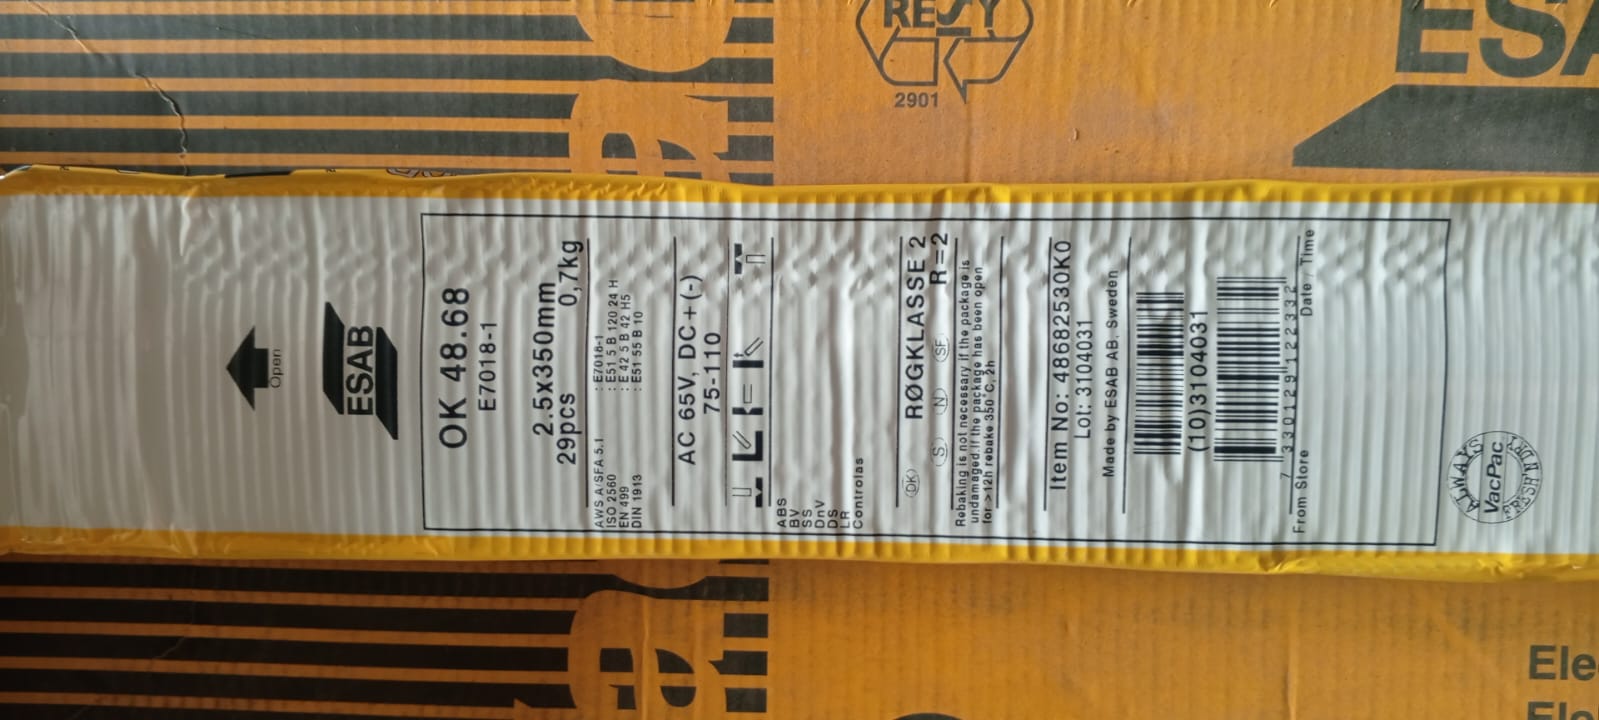 RESY
2901
ESA
Open
ESAB
OK 48.68
E7018-1
2.5x350mm
29pcs 0,7kg
AWS A/SFA 5.1 : E7018-1
ISO 2560 : E51 5 B 120 24 H
EN 499 : E 42 5 B 42 H5
DIN 1913 : E51 55 B 10
AC 65V, DC+(-)
75-110
ABS
BV
SS
DnV
DS
LR
Controlas
DK RØGKLASSE 2
S N SF R=2
Rebaking is not necessary if the package is
undamaged.If the package has been open
for >12h rebake 350°C, 2h
Item No: 48682530K0
Lot: 3104031
Made by ESAB AB, Sweden
(10)3104031
7 330129 122332
From Store Date / Time
ALWAYS
VacPac
FRESH'N DRY
Ele
Ele